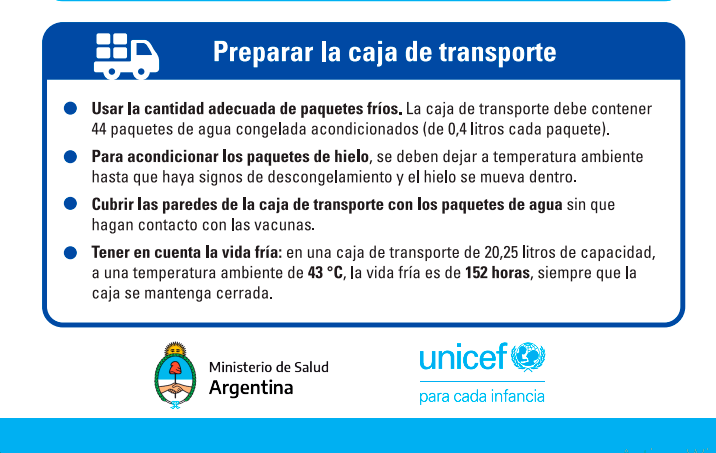 Preparar la caja de transporte
Usar la cantidad adecuada de paquetes fríos. La caja de transporte debe contener
44 paquetes de agua congelada acondicionados (de 0,4 litros cada paquete).
Para acondicionar los paquetes de hielo, se deben dejar a temperatura ambiente
hasta que haya signos de descongelamiento y el hielo se mueva dentro.
Cubrir las paredes de la caja de transporte con los paquetes de agua sin que
hagan contacto con las vacunas.
Tener en cuenta la vida fría: en una caja de transporte de 20,25 litros de capacidad,
a una temperatura ambiente de 43 °C, la vida fría es de 152 horas, siempre que la
caja se mantenga cerrada.
Ministerio de Salud
Argentina
unicef
para cada infancia